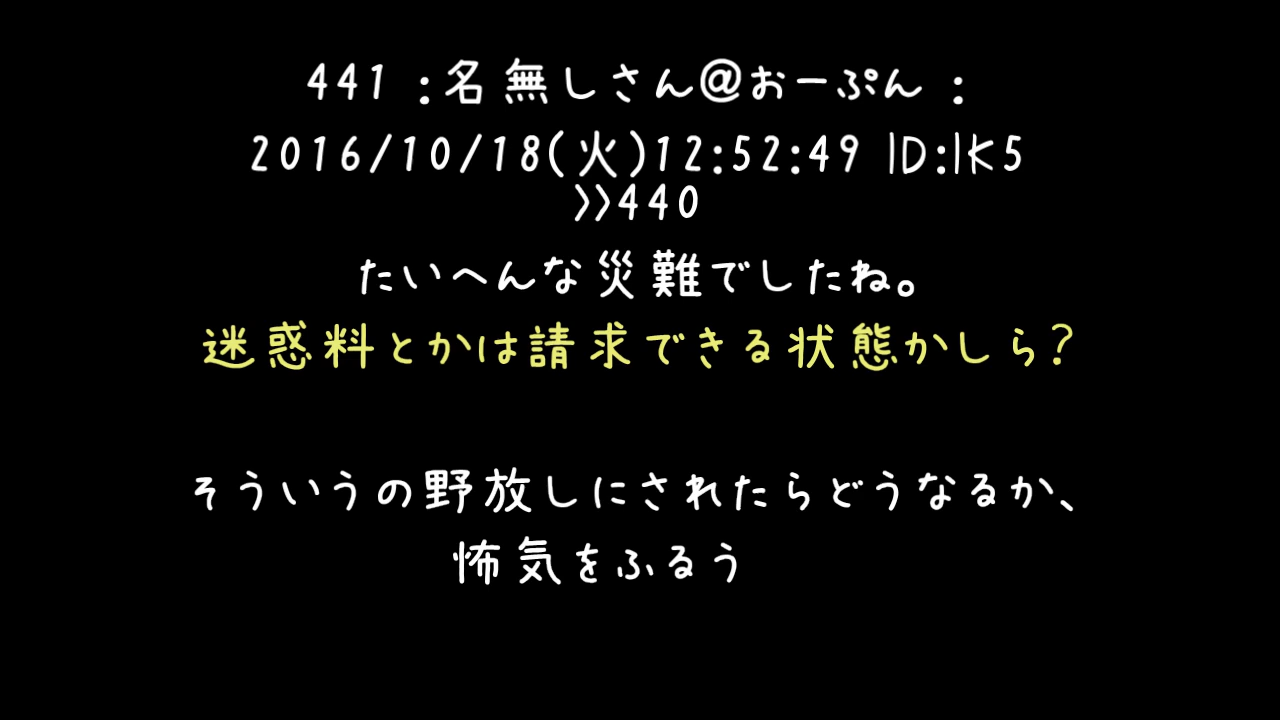 441 :名無しさん@おーぷん :
2016/10/18(火)12:52:49 ID:IK5
>>440
たいへんな災難でしたね。
迷惑料とかは請求できる状態かしら?
そういうの野放しにされたらどうなるか、
怖気をふるう